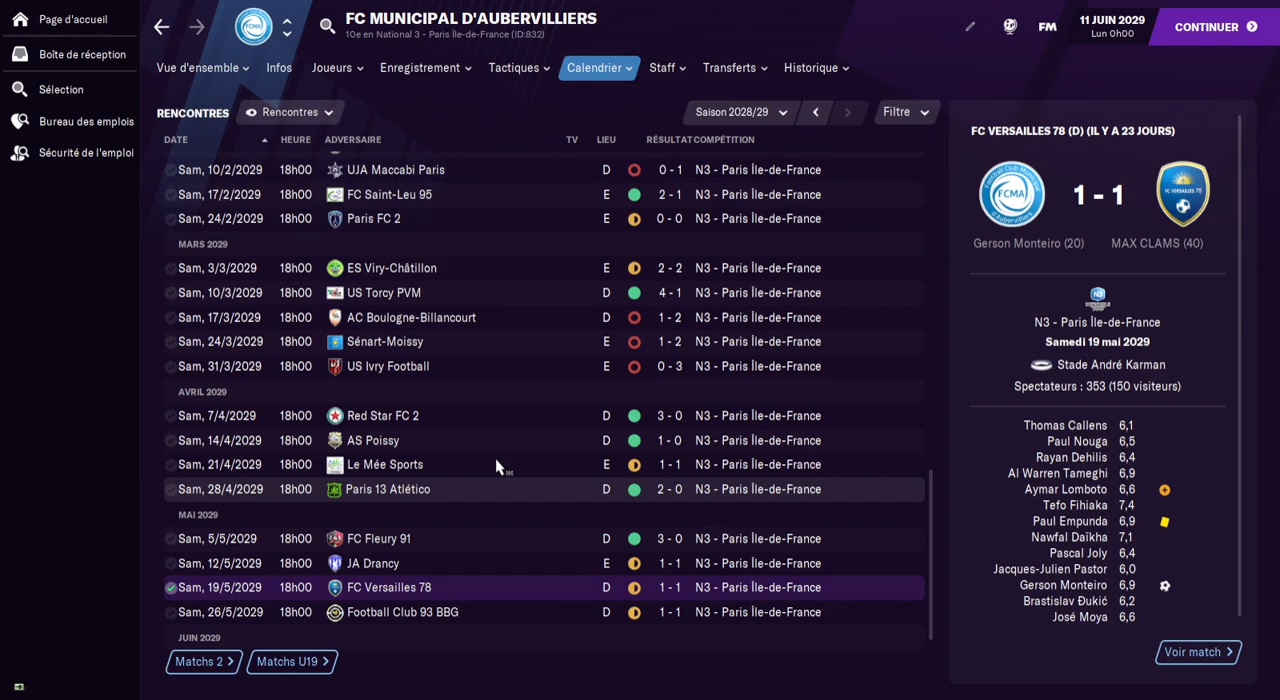 Page d'accueil
Boîte de réception
Sélection
Bureau des emplois
Sécurité de l'emploi
FC MUNICIPAL D'AUBERVILLIERS
10e en National 3 - Paris Île-de-France (ID:832)
FM
11 JUIN 2029
Lun 0h00
CONTINUER
Vue d'ensemble Infos Joueurs Enregistrement Tactiques Calendrier Staff Transferts Historique
RENCONTRES Rencontres Saison 2028/29 Filtre
DATE HEURE ADVERSAIRE TV LIEU RÉSULTAT COMPÉTITION
Sam, 10/2/2029 18h00 UJA Maccabi Paris D 0 - 1 N3 - Paris Île-de-France
Sam, 17/2/2029 18h00 FC Saint-Leu 95 E 2 - 1 N3 - Paris Île-de-France
Sam, 24/2/2029 18h00 Paris FC 2 E 0 - 0 N3 - Paris Île-de-France
MARS 2029
Sam, 3/3/2029 18h00 ES Viry-Châtillon E 2 - 2 N3 - Paris Île-de-France
Sam, 10/3/2029 18h00 US Torcy PVM D 4 - 1 N3 - Paris Île-de-France
Sam, 17/3/2029 18h00 AC Boulogne-Billancourt D 1 - 2 N3 - Paris Île-de-France
Sam, 24/3/2029 18h00 Sénart-Moissy E 1 - 2 N3 - Paris Île-de-France
Sam, 31/3/2029 18h00 US Ivry Football E 0 - 3 N3 - Paris Île-de-France
AVRIL 2029
Sam, 7/4/2029 18h00 Red Star FC 2 D 3 - 0 N3 - Paris Île-de-France
Sam, 14/4/2029 18h00 AS Poissy D 1 - 0 N3 - Paris Île-de-France
Sam, 21/4/2029 18h00 Le Mée Sports E 1 - 1 N3 - Paris Île-de-France
Sam, 28/4/2029 18h00 Paris 13 Atlético D 2 - 0 N3 - Paris Île-de-France
MAI 2029
Sam, 5/5/2029 18h00 FC Fleury 91 D 3 - 0 N3 - Paris Île-de-France
Sam, 12/5/2029 18h00 JA Drancy E 1 - 1 N3 - Paris Île-de-France
Sam, 19/5/2029 18h00 FC Versailles 78 D 1 - 1 N3 - Paris Île-de-France
Sam, 26/5/2029 18h00 Football Club 93 BBG D 1 - 1 N3 - Paris Île-de-France
JUIN 2029
Matchs 2 Matchs U19
FC VERSAILLES 78 (D) (IL Y A 23 JOURS)
FCMA
1 - 1
FC VERSAILLES 78
Gerson Monteiro (20) MAX CLAMS (40)
N3
N3 - Paris Île-de-France
Samedi 19 mai 2029
Stade André Karman
Spectateurs : 353 (150 visiteurs)
Thomas Callens 6,1
Paul Nouga 6,5
Rayan Dehilis 6,4
Al Warren Tameghi 6,9
Aymar Lomboto 6,6
Tefo Fihiaka 7,4
Paul Empunda 6,9
Nawfal Daïkha 7,1
Pascal Joly 6,4
Jacques-Julien Pastor 6,0
Gerson Monteiro 6,9
Brastislav Đukić 6,2
José Moya 6,6
Voir match